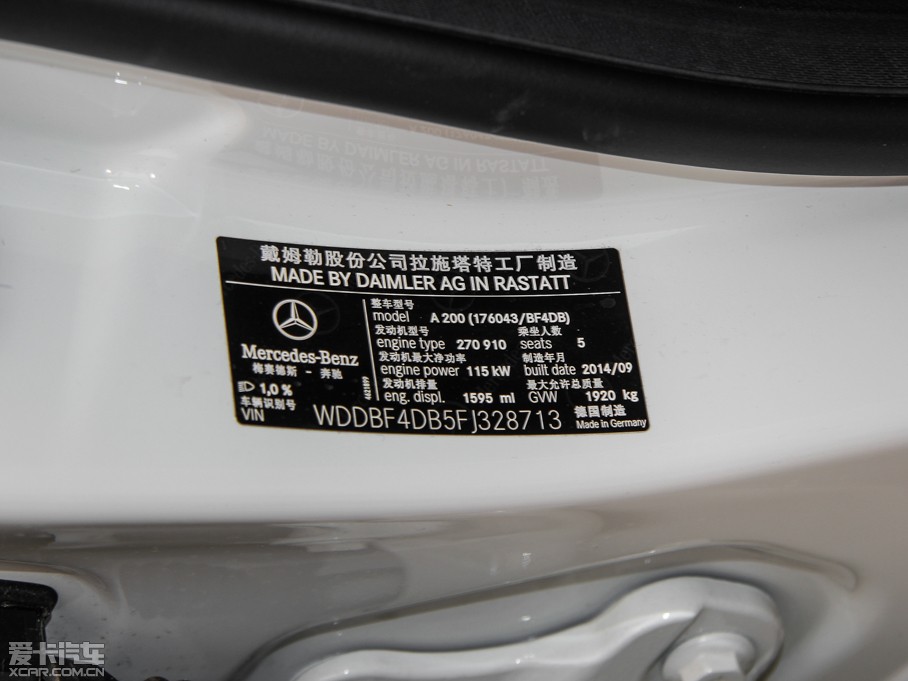 戴姆勒股份公司拉施塔特工厂制造
MADE BY DAIMLER AG IN RASTATT
整车型号
model A 200 (176043/BF4DB)
发动机型号 乘坐人数
engine type 270 910 seats 5
发动机最大净功率 制造年月
engine power 115 kW built date 2014/09
发动机排量 最大允许总质量
eng. displ. 1595 ml GVW 1920 kg
Mercedes-Benz
梅赛德斯 - 奔驰
1,0 %
车辆识别号
VIN WDDBF4DB5FJ328713
德国制造
Made in Germany
爱卡汽车
XCAR.COM.CN